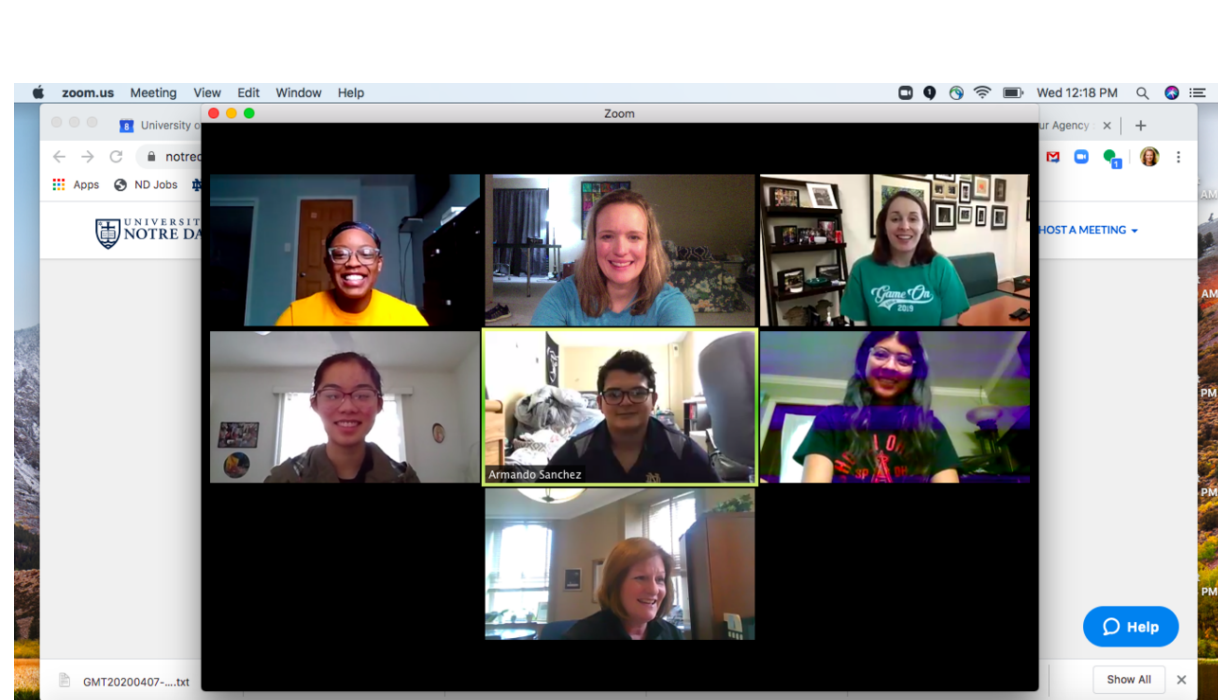 zoom.us Meeting View Edit Window Help
Wed 12:18 PM
Zoom
University o
ur Agency
notred
Apps
ND Jobs
UNIVERSIT
NOTRE DA
HOST A MEETING
AM
Game On
2019
AM
PM
Armando Sanchez
PM
PM
Help
GMT20200407-....txt
Show All